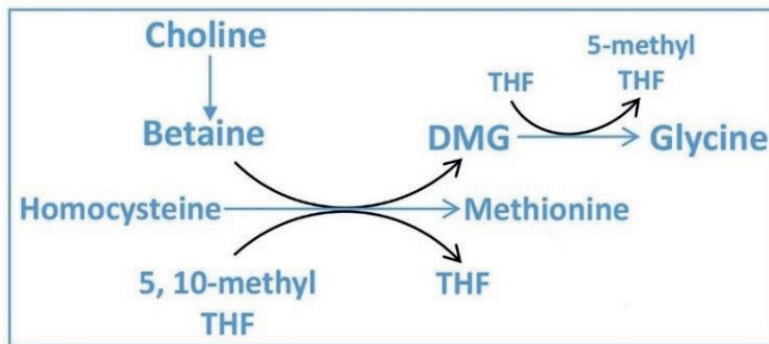 Choline
5-methyl
THF
THF
Betaine
DMG
Glycine
Homocysteine
Methionine
5, 10-methyl
THF
THF